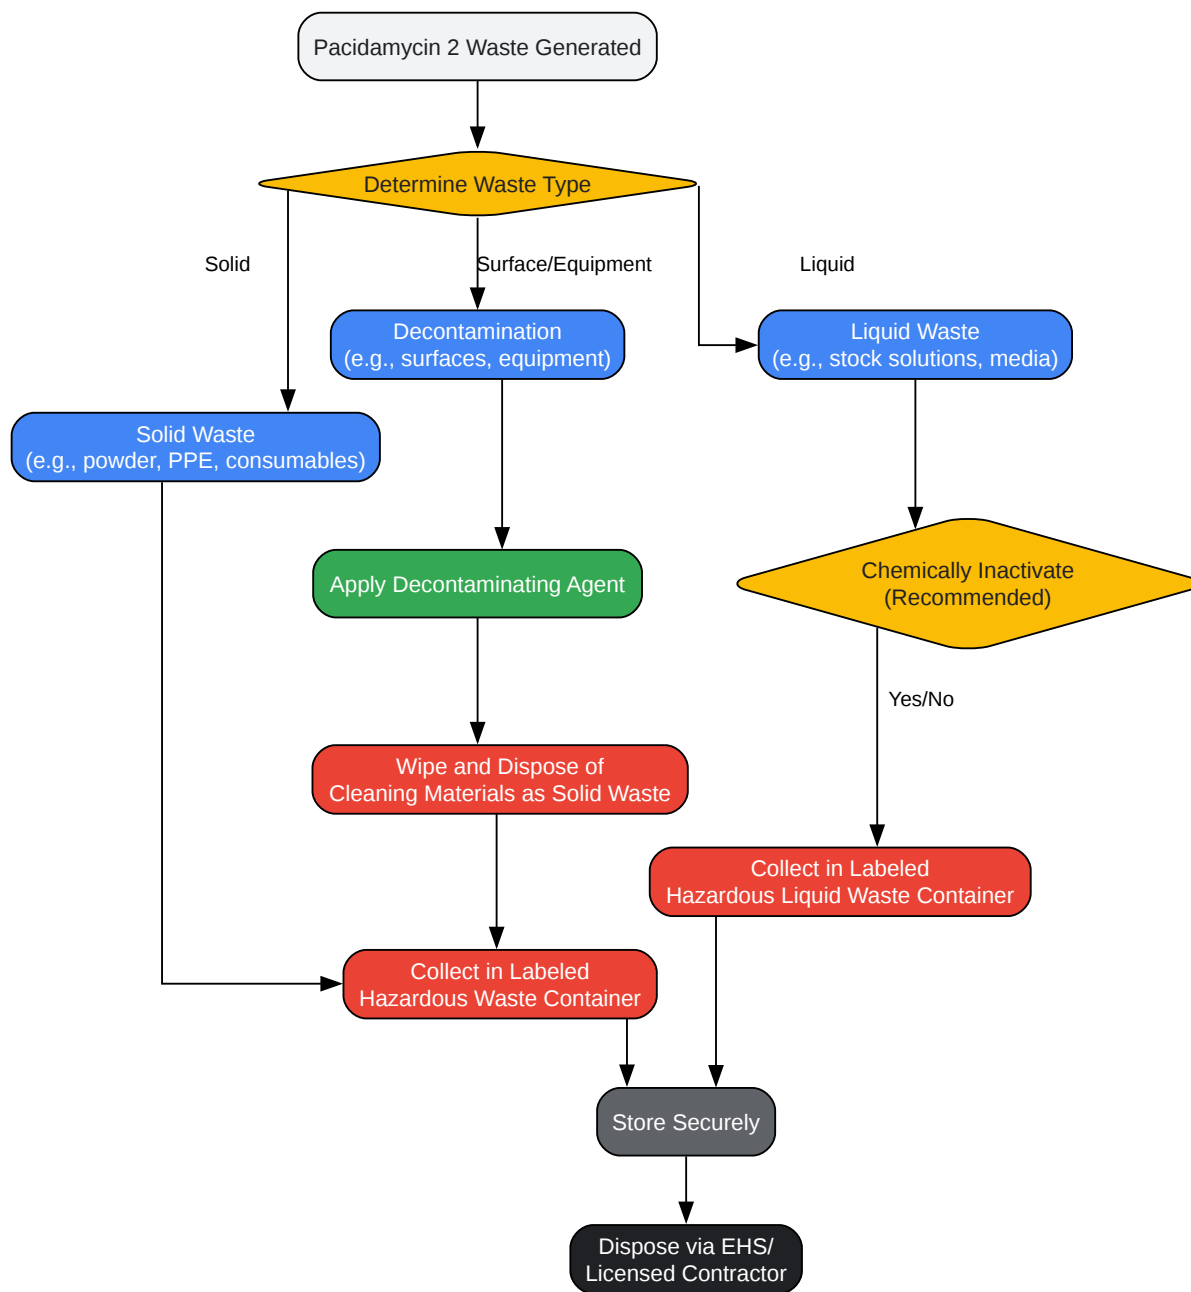 Pacidamycin 2 Waste Generated
Determine Waste Type
Solid
Surface/Equipment
Liquid
Decontamination
(e.g., surfaces, equipment)
Liquid Waste
(e.g., stock solutions, media)
Solid Waste
(e.g., powder, PPE, consumables)
Apply Decontaminating Agent
Chemically Inactivate
(Recommended)
Yes/No
Wipe and Dispose of
Cleaning Materials as Solid Waste
Collect in Labeled
Hazardous Liquid Waste Container
Collect in Labeled
Hazardous Waste Container
Store Securely
Dispose via EHS/
Licensed Contractor